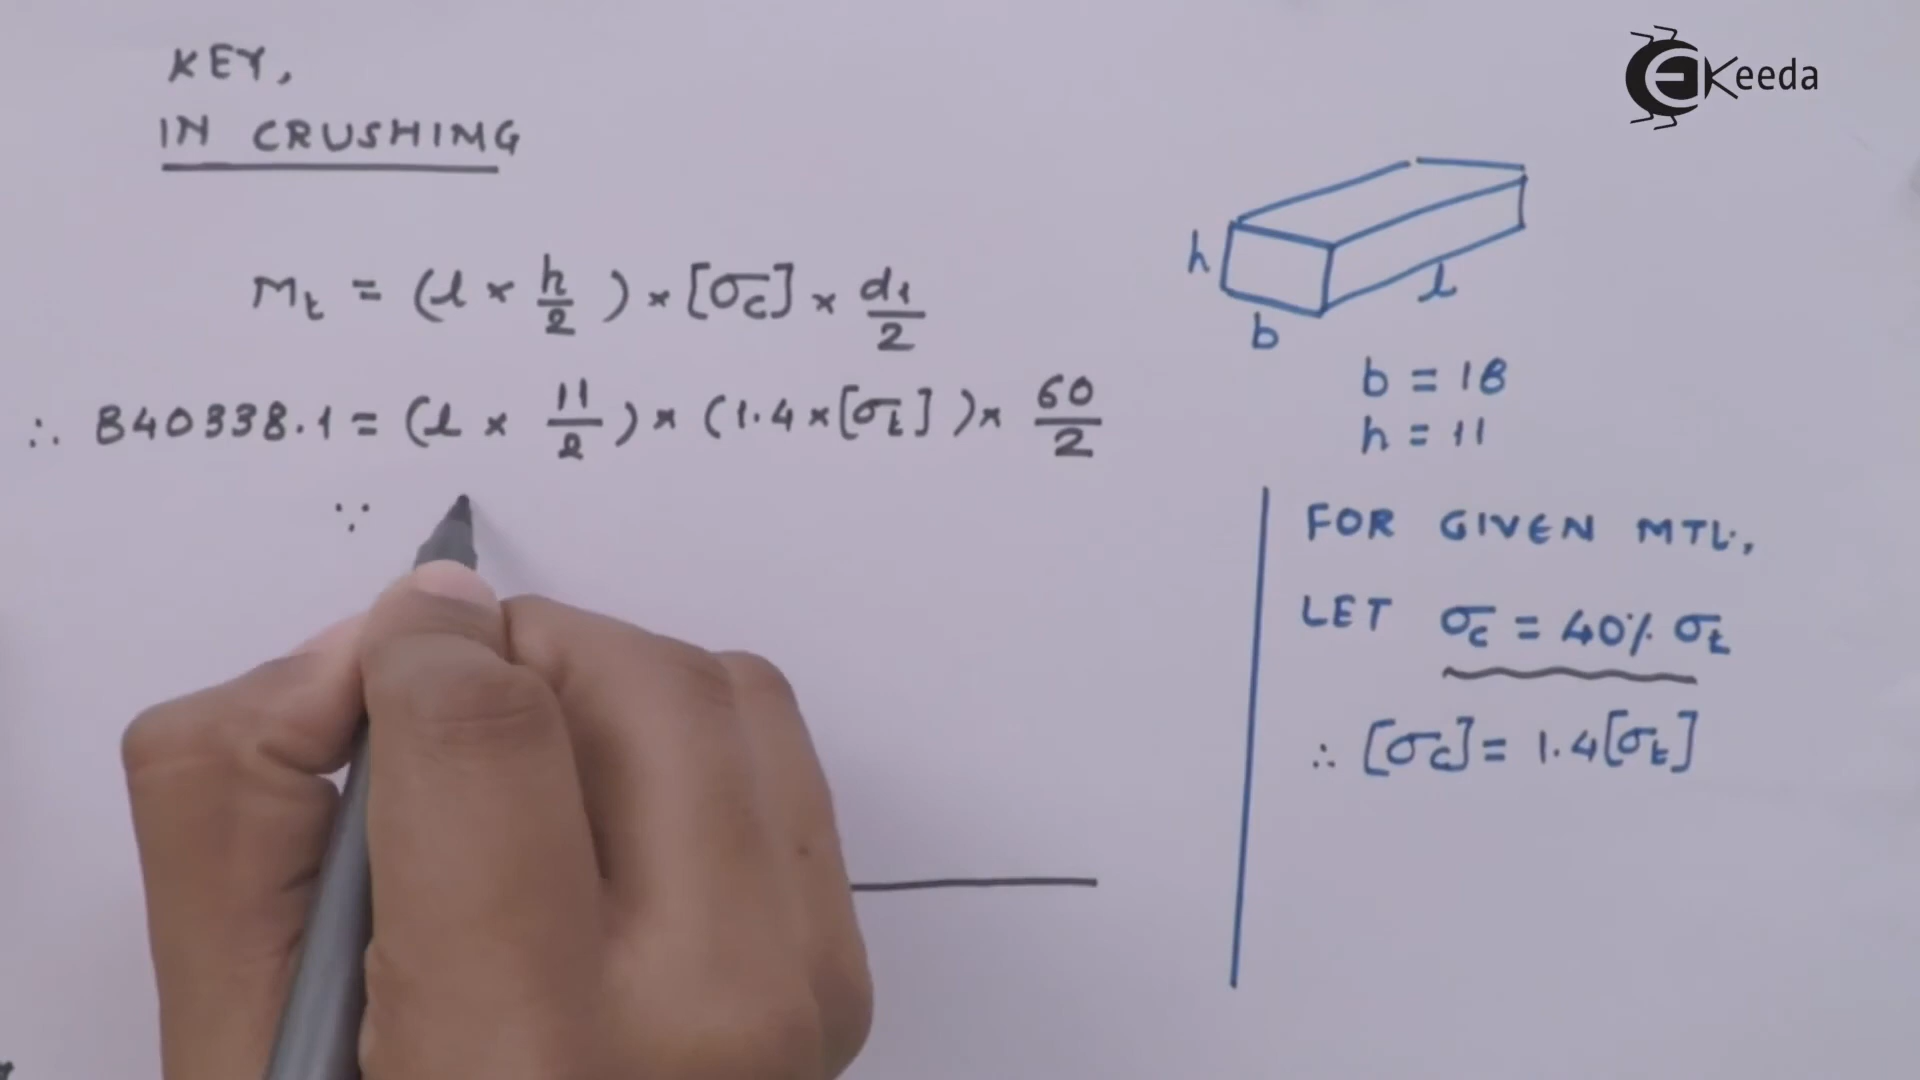 KEY,
IN CRUSHING
Mt = (l × h/2) × [σc] × d1/2
∴ 840338.1 = (l × 11/2) × (1.4 × [σt]) × 60/2
∵
Keeda
h
l
b
b = 18
h = 11
FOR GIVEN MTL.,
LET σc = 40% σt
∴ [σc] = 1.4[σt]